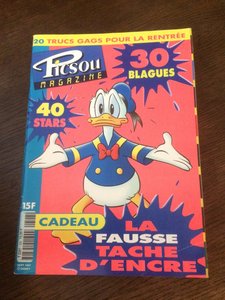 20 TRUCS GAGS POUR LA RENTRÉE
Picsou
MAGAZINE
30
BLAGUES
40
STARS
15F
CADEAU
LA
FAUSSE
TACHE
D'ENCRE